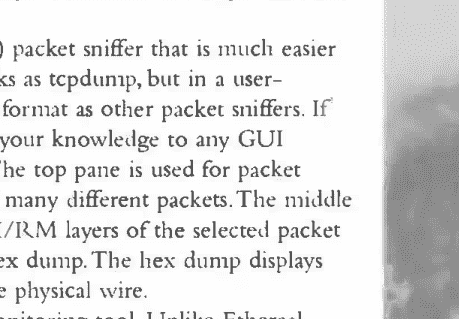 ) packet sniffer that is much easier
ks as tcpdump, but in a user-
format as other packet sniffers. If
your knowledge to any GUI
he top pane is used for packet
many different packets. The middle
I/RM layers of the selected packet
ex dump. The hex dump displays
e physical wire.
onitoring tool. Unlike Ethereal